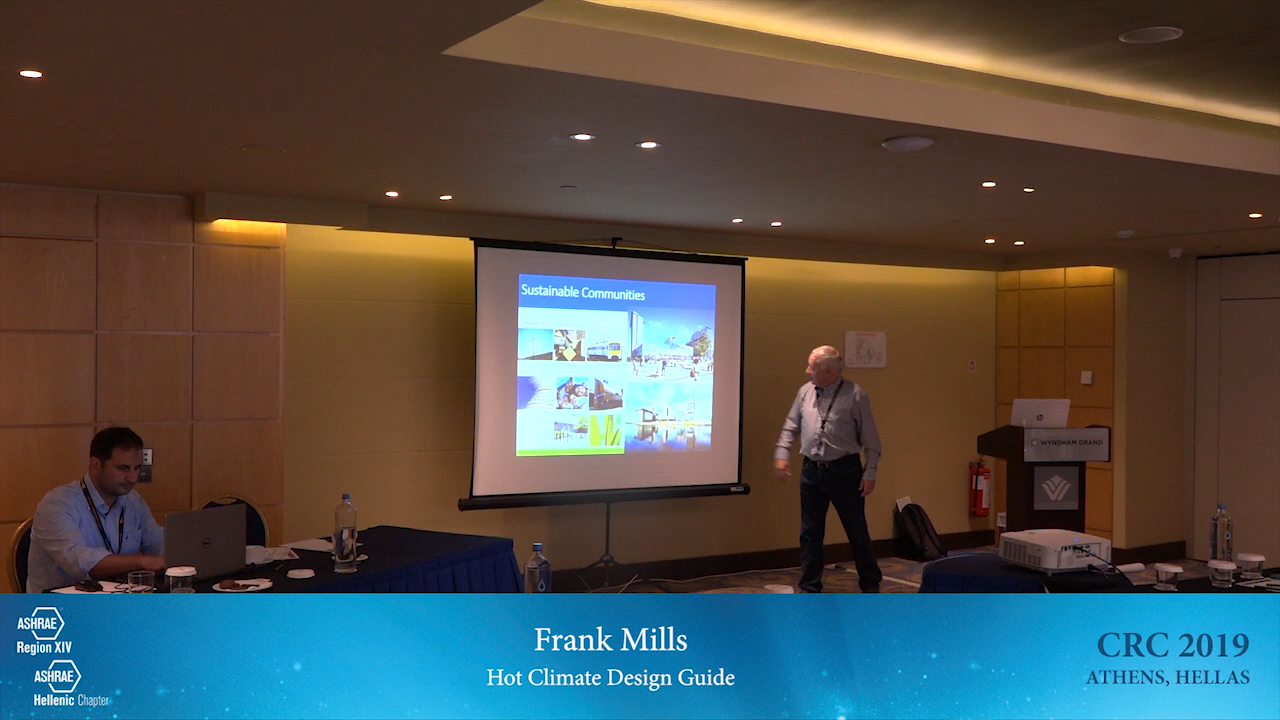 Sustainable Communities
WYNDHAM GRAND
ASHRAE
Region XIV
ASHRAE
Hellenic Chapter
Frank Mills
Hot Climate Design Guide
CRC 2019
ATHENS, HELLAS